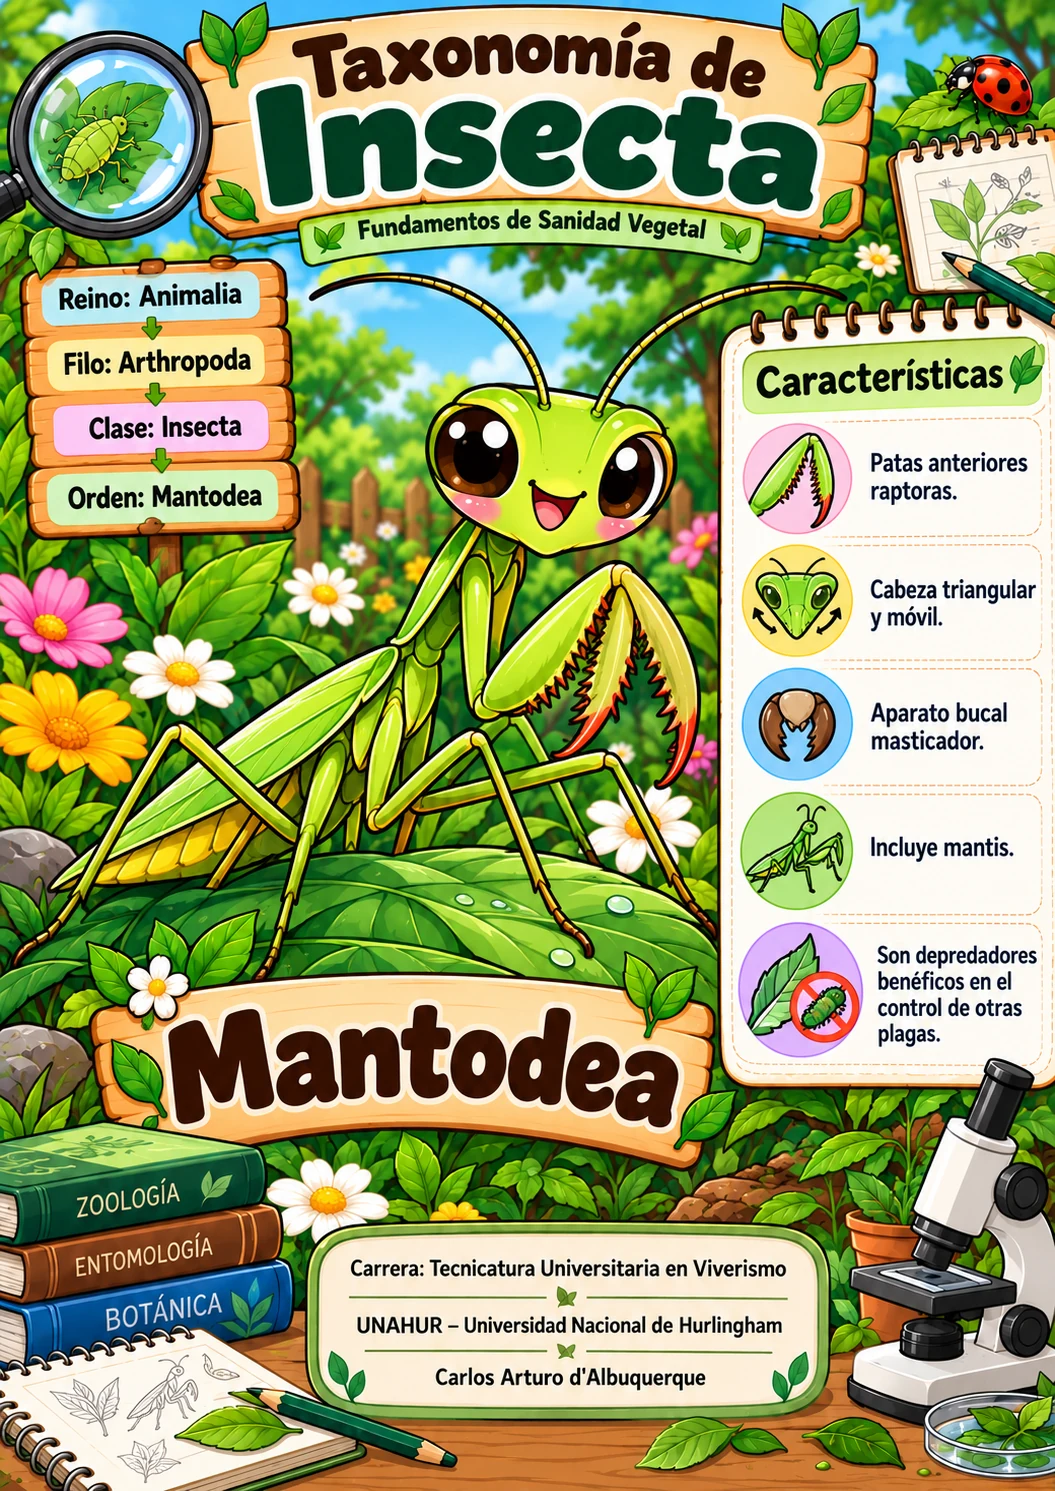 Taxonomía de
Insecta
Fundamentos de Sanidad Vegetal
Reino: Animalia
Filo: Arthropoda
Clase: Insecta
Orden: Mantodea
Características
Patas anteriores
raptoras.
Cabeza triangular
y móvil.
Aparato bucal
masticador.
Incluye mantis.
Son depredadores
benéficos en el
control de otras
plagas.
Mantodea
ZOOLOGÍA
ENTOMOLOGÍA
BOTÁNICA
Carrera: Tecnicatura Universitaria en Viverismo
UNAHUR – Universidad Nacional de Hurlingham
Carlos Arturo d'Albuquerque